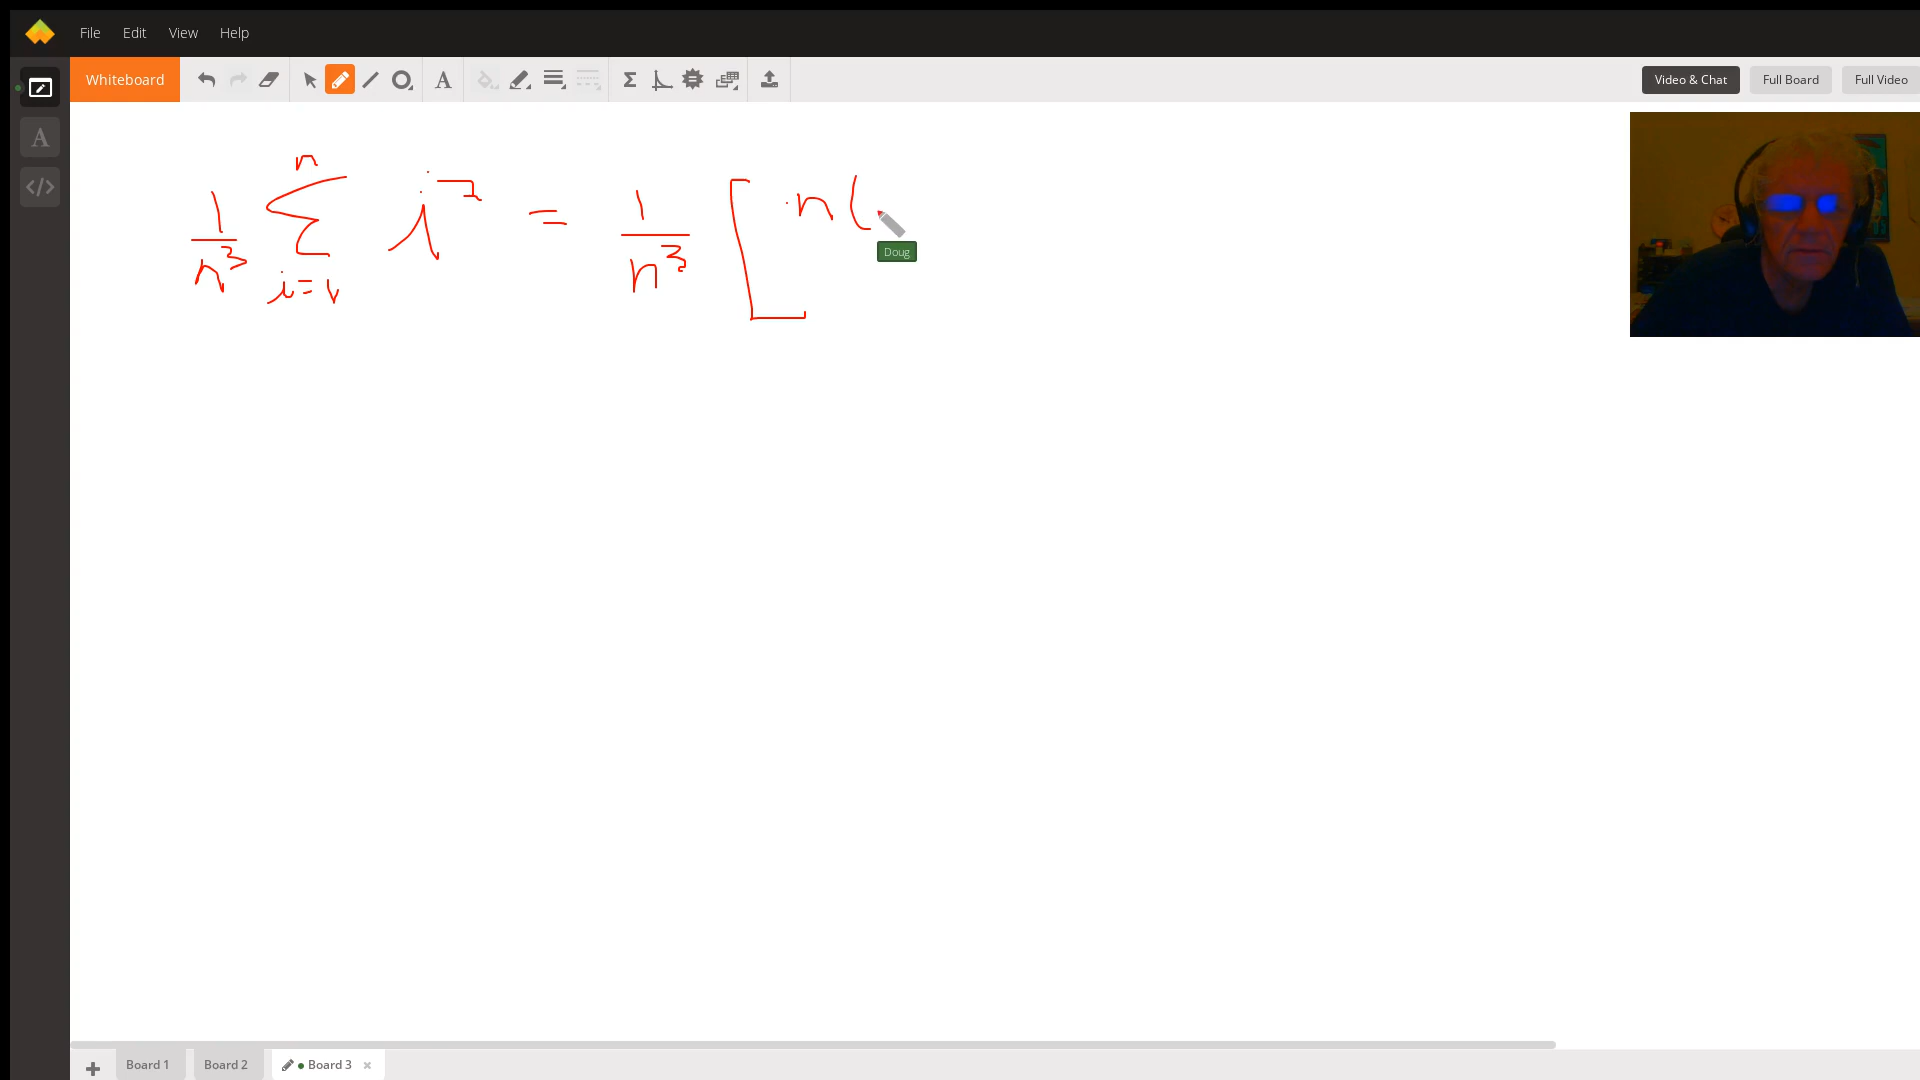 File Edit View Help
Whiteboard
A
Σ
Video & Chat Full Board Full Video
A
</>
1/n³ Σ i=1 n i² = 1/n³ [ n(
Doug
+ Board 1 Board 2 Board 3 ×